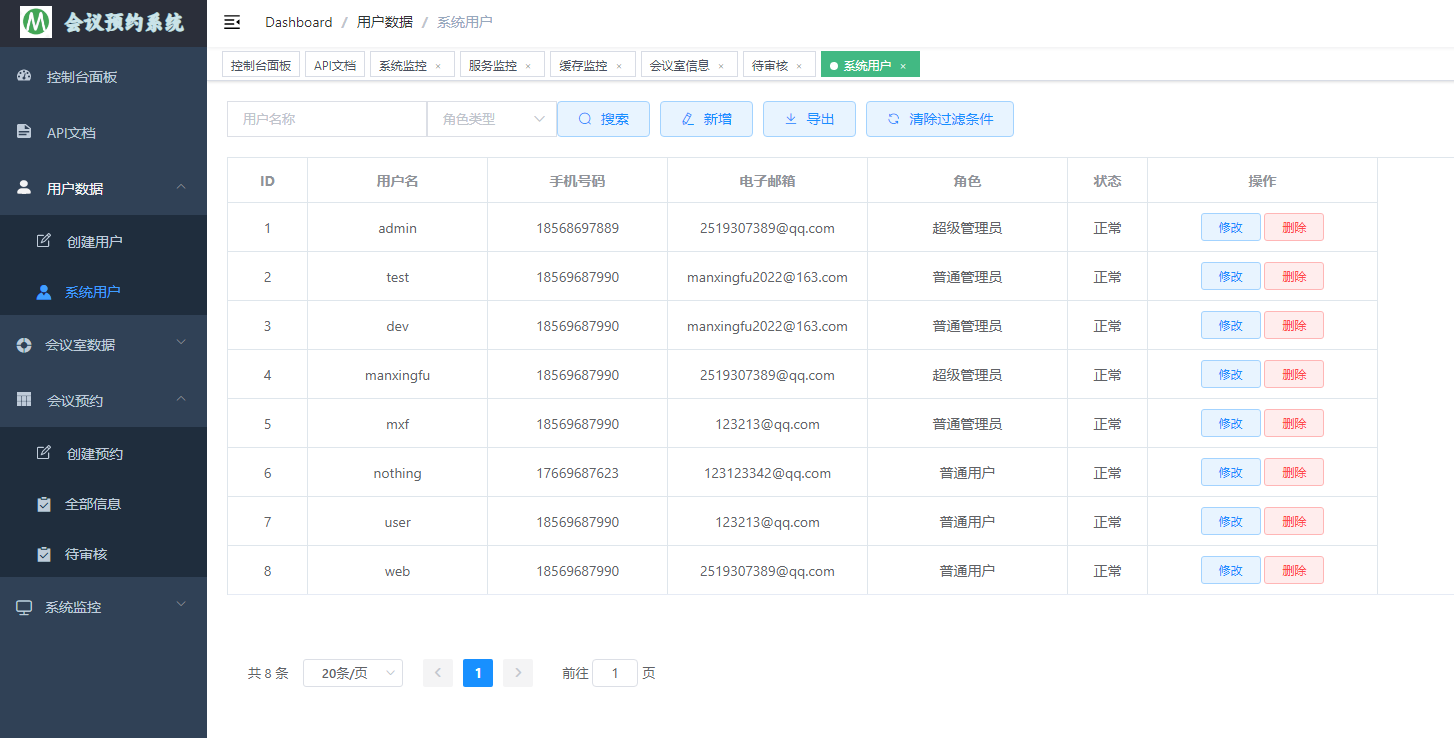 会议预约系统
控制台面板
API文档
用户数据
创建用户
系统用户
会议室数据
会议预约
创建预约
全部信息
待审核
系统监控
Dashboard / 用户数据 / 系统用户
控制台面板 API文档 系统监控 × 服务监控 × 缓存监控 × 会议室信息 × 待审核 × 系统用户 ×
用户名称 角色类型 搜索 新增 导出 清除过滤条件
ID 用户名 手机号码 电子邮箱 角色 状态 操作
1 admin 18568697889 2519307389@qq.com 超级管理员 正常 修改 删除
2 test 18569687990 manxingfu2022@163.com 普通管理员 正常 修改 删除
3 dev 18569687990 manxingfu2022@163.com 普通管理员 正常 修改 删除
4 manxingfu 18569687990 2519307389@qq.com 超级管理员 正常 修改 删除
5 mxf 18569687990 123213@qq.com 普通管理员 正常 修改 删除
6 nothing 17669687623 123123342@qq.com 普通用户 正常 修改 删除
7 user 18569687990 123213@qq.com 普通用户 正常 修改 删除
8 web 18569687990 2519307389@qq.com 普通用户 正常 修改 删除
共 8 条 20条/页 1 前往 1 页